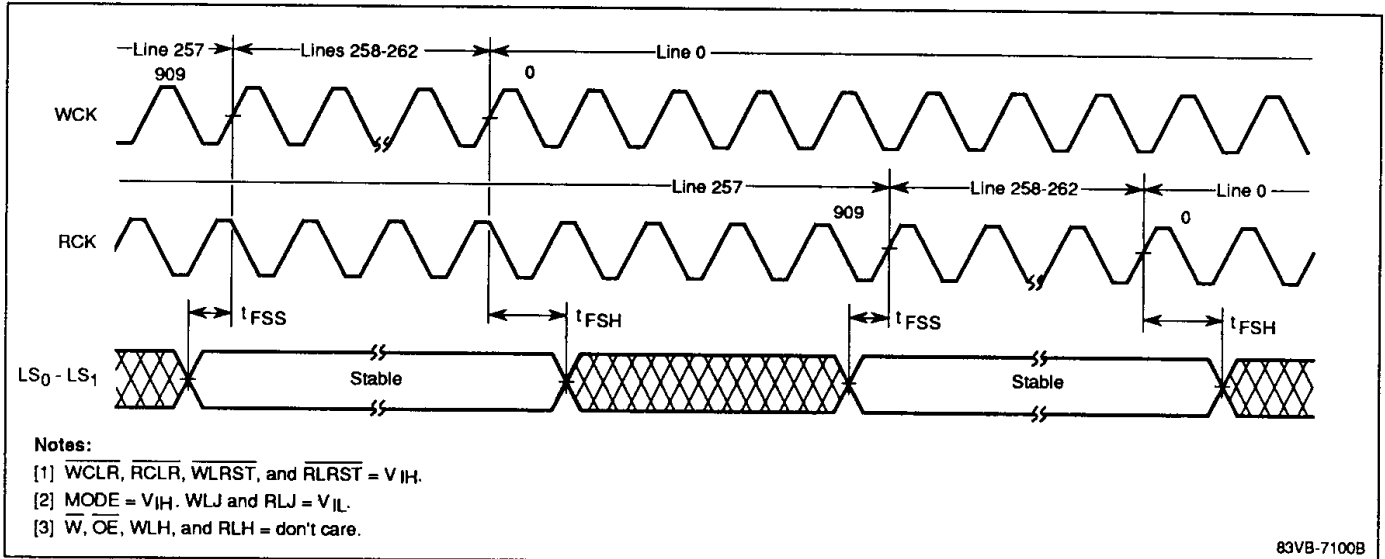 Line 257 Lines 258-262 Line 0
909 0
WCK
Line 257 Line 258-262 Line 0
909 0
RCK
tFSS tFSH tFSS tFSH
LS0 - LS1 Stable Stable
Notes:
[1] WCLR, RCLR, WLRST, and RLRST = VIH.
[2] MODE = VIH. WLJ and RLJ = VIL.
[3] W, OE, WLH, and RLH = don't care.
83VB-7100B